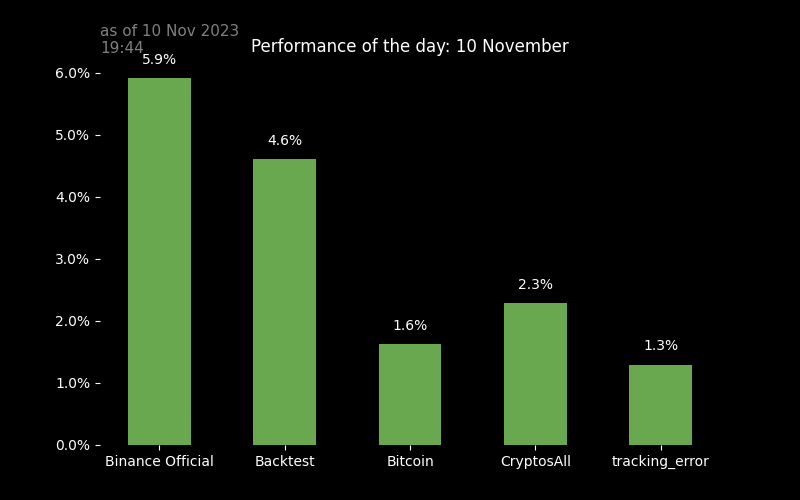 as of 10 Nov 2023
19:44
Performance of the day: 10 November
6.0%
5.0%
4.0%
3.0%
2.0%
1.0%
0.0%
5.9%
4.6%
1.6%
2.3%
1.3%
Binance Official
Backtest
Bitcoin
CryptosAll
tracking_error